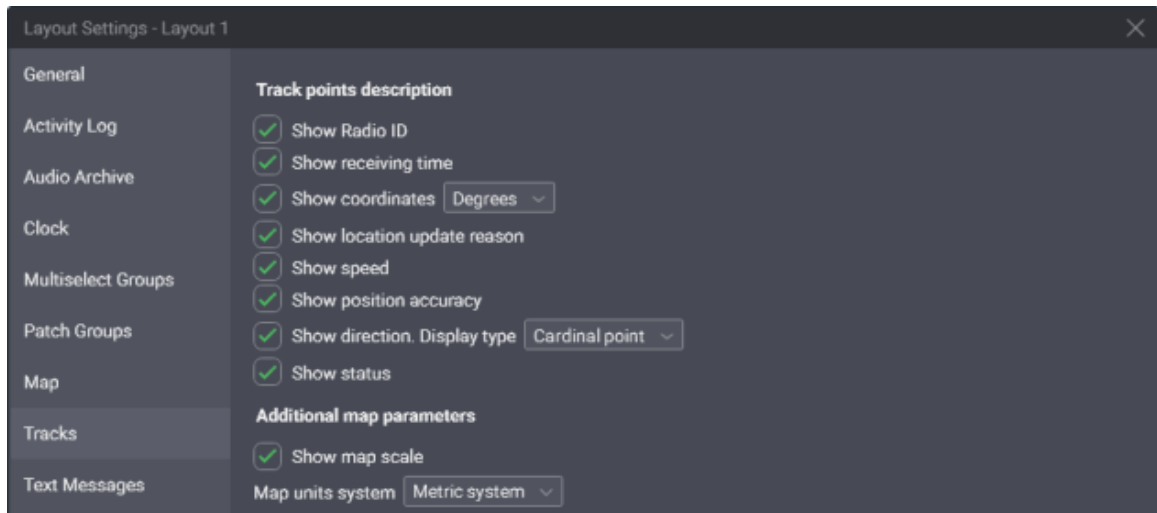 Layout Settings - Layout 1
General
Activity Log
Audio Archive
Clock
Multiselect Groups
Patch Groups
Map
Tracks
Text Messages
Track points description
Show Radio ID
Show receiving time
Show coordinates Degrees
Show location update reason
Show speed
Show position accuracy
Show direction. Display type Cardinal point
Show status
Additional map parameters
Show map scale
Map units system Metric system